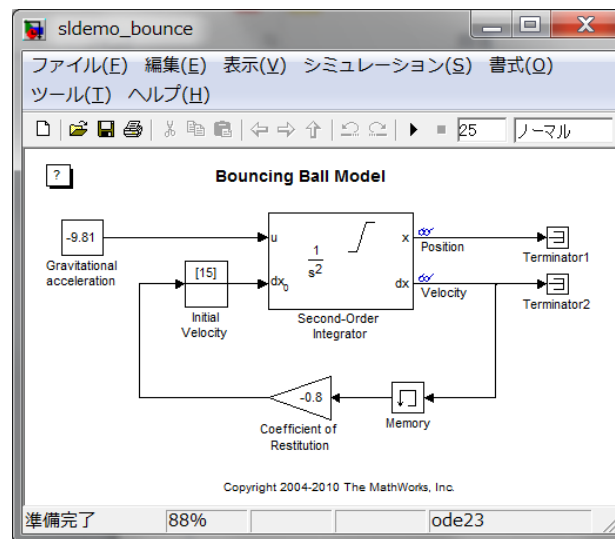 sldemo_bounce
ファイル(F) 編集(E) 表示(V) シミュレーション(S) 書式(O)
ツール(T) ヘルプ(H)
25 ノーマル
?
Bouncing Ball Model
-9.81
Gravitational
acceleration
[15]
Initial
Velocity
u
dx0
1
s2
x
dx
Second-Order
Integrator
Position
Velocity
Terminator1
Terminator2
-0.8
Coefficient of
Restitution
Memory
Copyright 2004-2010 The MathWorks, Inc.
準備完了 88% ode23